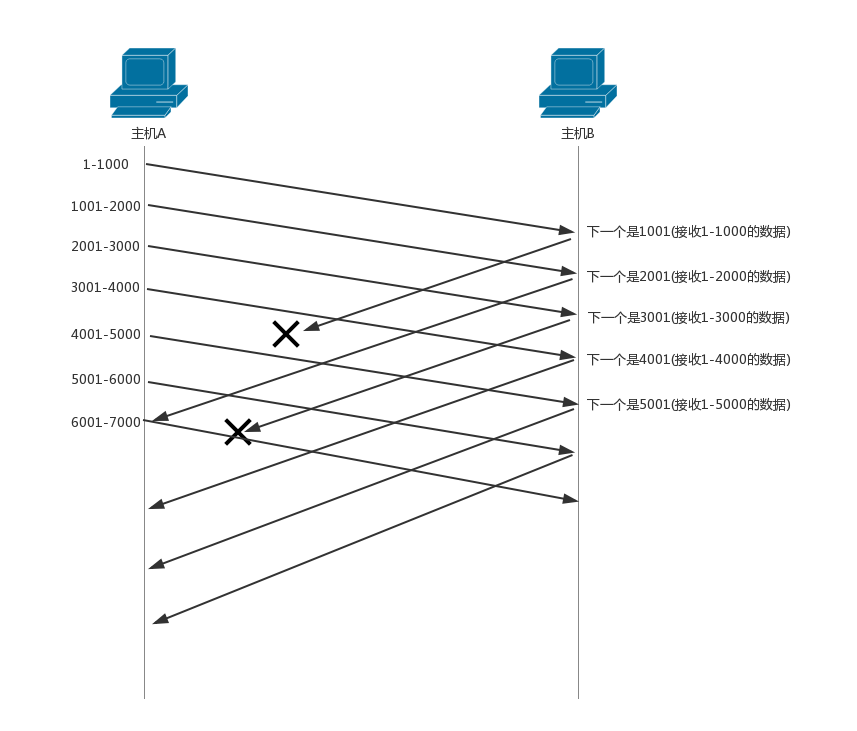 主机A
主机B
1-1000
1001-2000
下一个是1001(接收1-1000的数据)
2001-3000
下一个是2001(接收1-2000的数据)
3001-4000
下一个是3001(接收1-3000的数据)
4001-5000
下一个是4001(接收1-4000的数据)
5001-6000
下一个是5001(接收1-5000的数据)
6001-7000